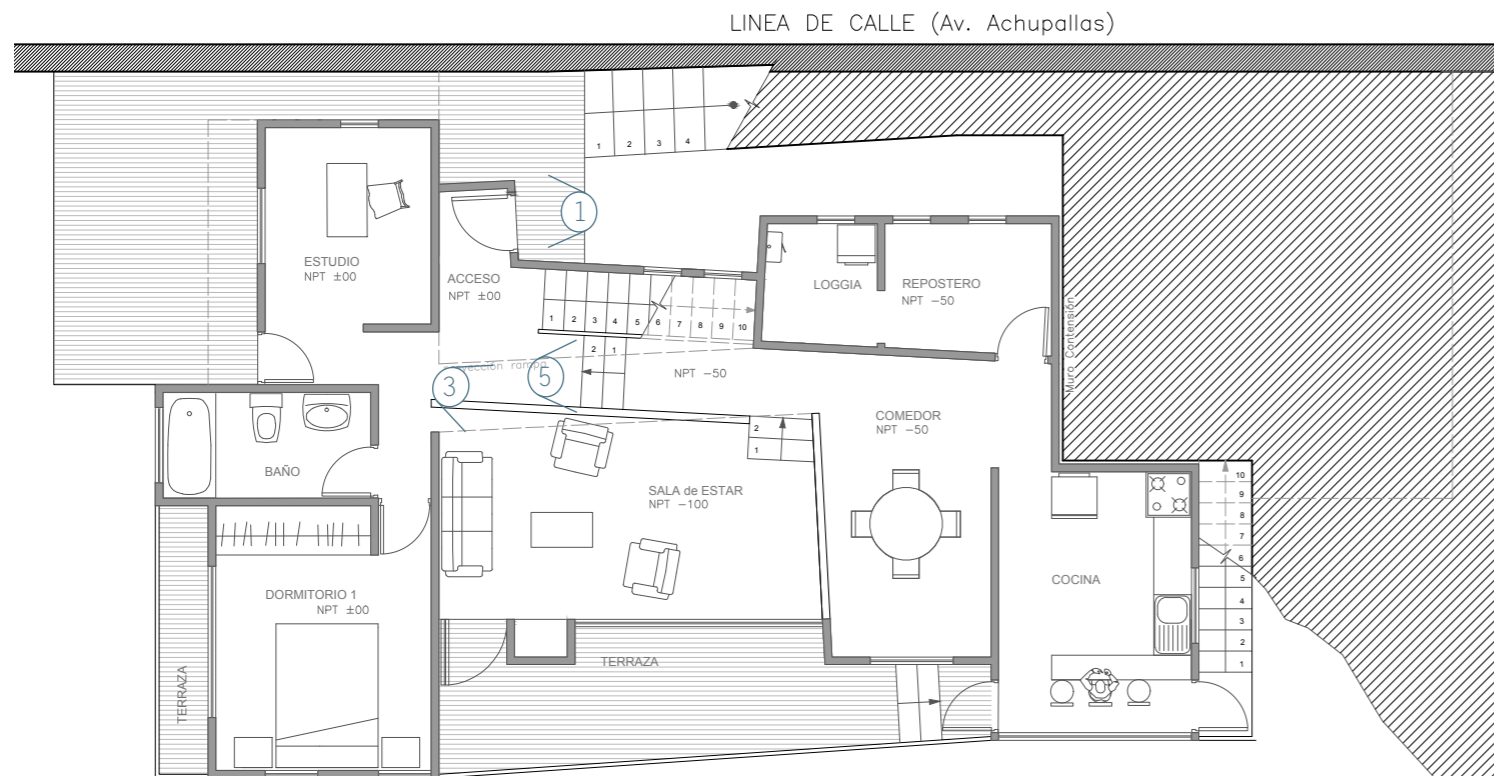 LINEA DE CALLE (Av. Achupallas)
1 2 3 4
1
ESTUDIO
NPT ±00
ACCESO
NPT ±00
LOGGIA
REPOSTERO
NPT -50
Muro Contensión
1 2 3 4 5 6 7 8 9 10
2 1
yección rampa
3
5
NPT -50
COMEDOR
NPT -50
2
1
BAÑO
SALA de ESTAR
NPT -100
10
9
8
7
6
5
4
3
2
1
COCINA
DORMITORIO 1
NPT ±00
TERRAZA
TERRAZA